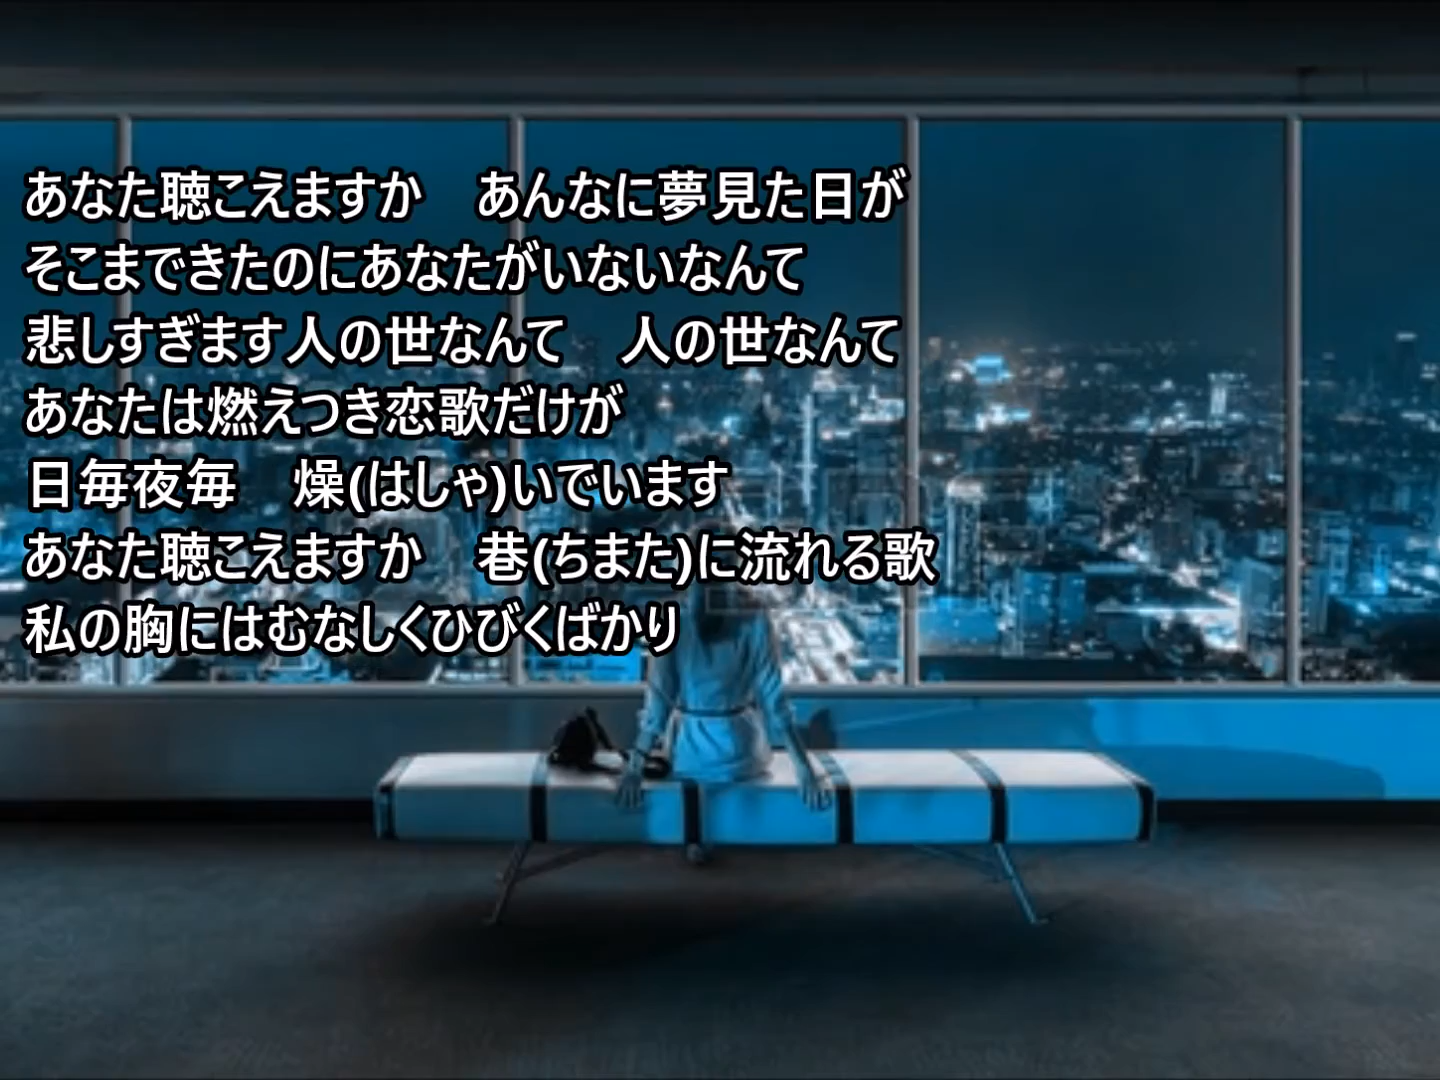 あなた聴こえますか　あんなに夢見た日が
そこまできたのにあなたがいないなんて
悲しすぎます人の世なんて　人の世なんて
あなたは燃えつき恋歌だけが
日毎夜毎　燥(はしゃ)いでいます
あなた聴こえますか　巷(ちまた)に流れる歌
私の胸にはむなしくひびくばかり